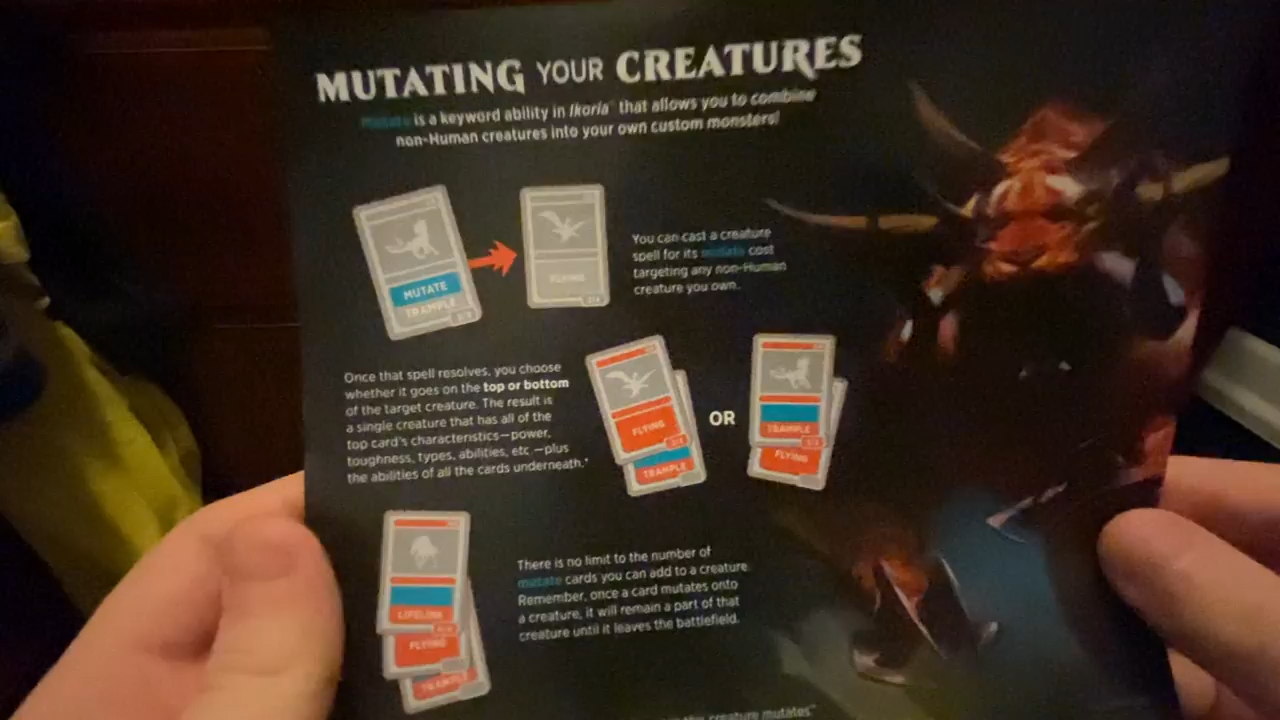 MUTATING YOUR CREATURES
Mutate is a keyword ability in Ikoria™ that allows you to combine
non-Human creatures into your own custom monsters!
MUTATE
TRAMPLE
FLYING
You can cast a creature
spell for its mutate cost
targeting any non-Human
creature you own.
Once that spell resolves, you choose
whether it goes on the top or bottom
of the target creature. The result is
a single creature that has all of the
top card's characteristics—power,
toughness, types, abilities, etc.—plus
the abilities of all the cards underneath.*
FLYING
TRAMPLE
OR
TRAMPLE
FLYING
LIFELINK
FLYING
TRAMPLE
There is no limit to the number of
mutate cards you can add to a creature.
Remember, once a card mutates onto
a creature, it will remain a part of that
creature until it leaves the battlefield.
creature mutates"